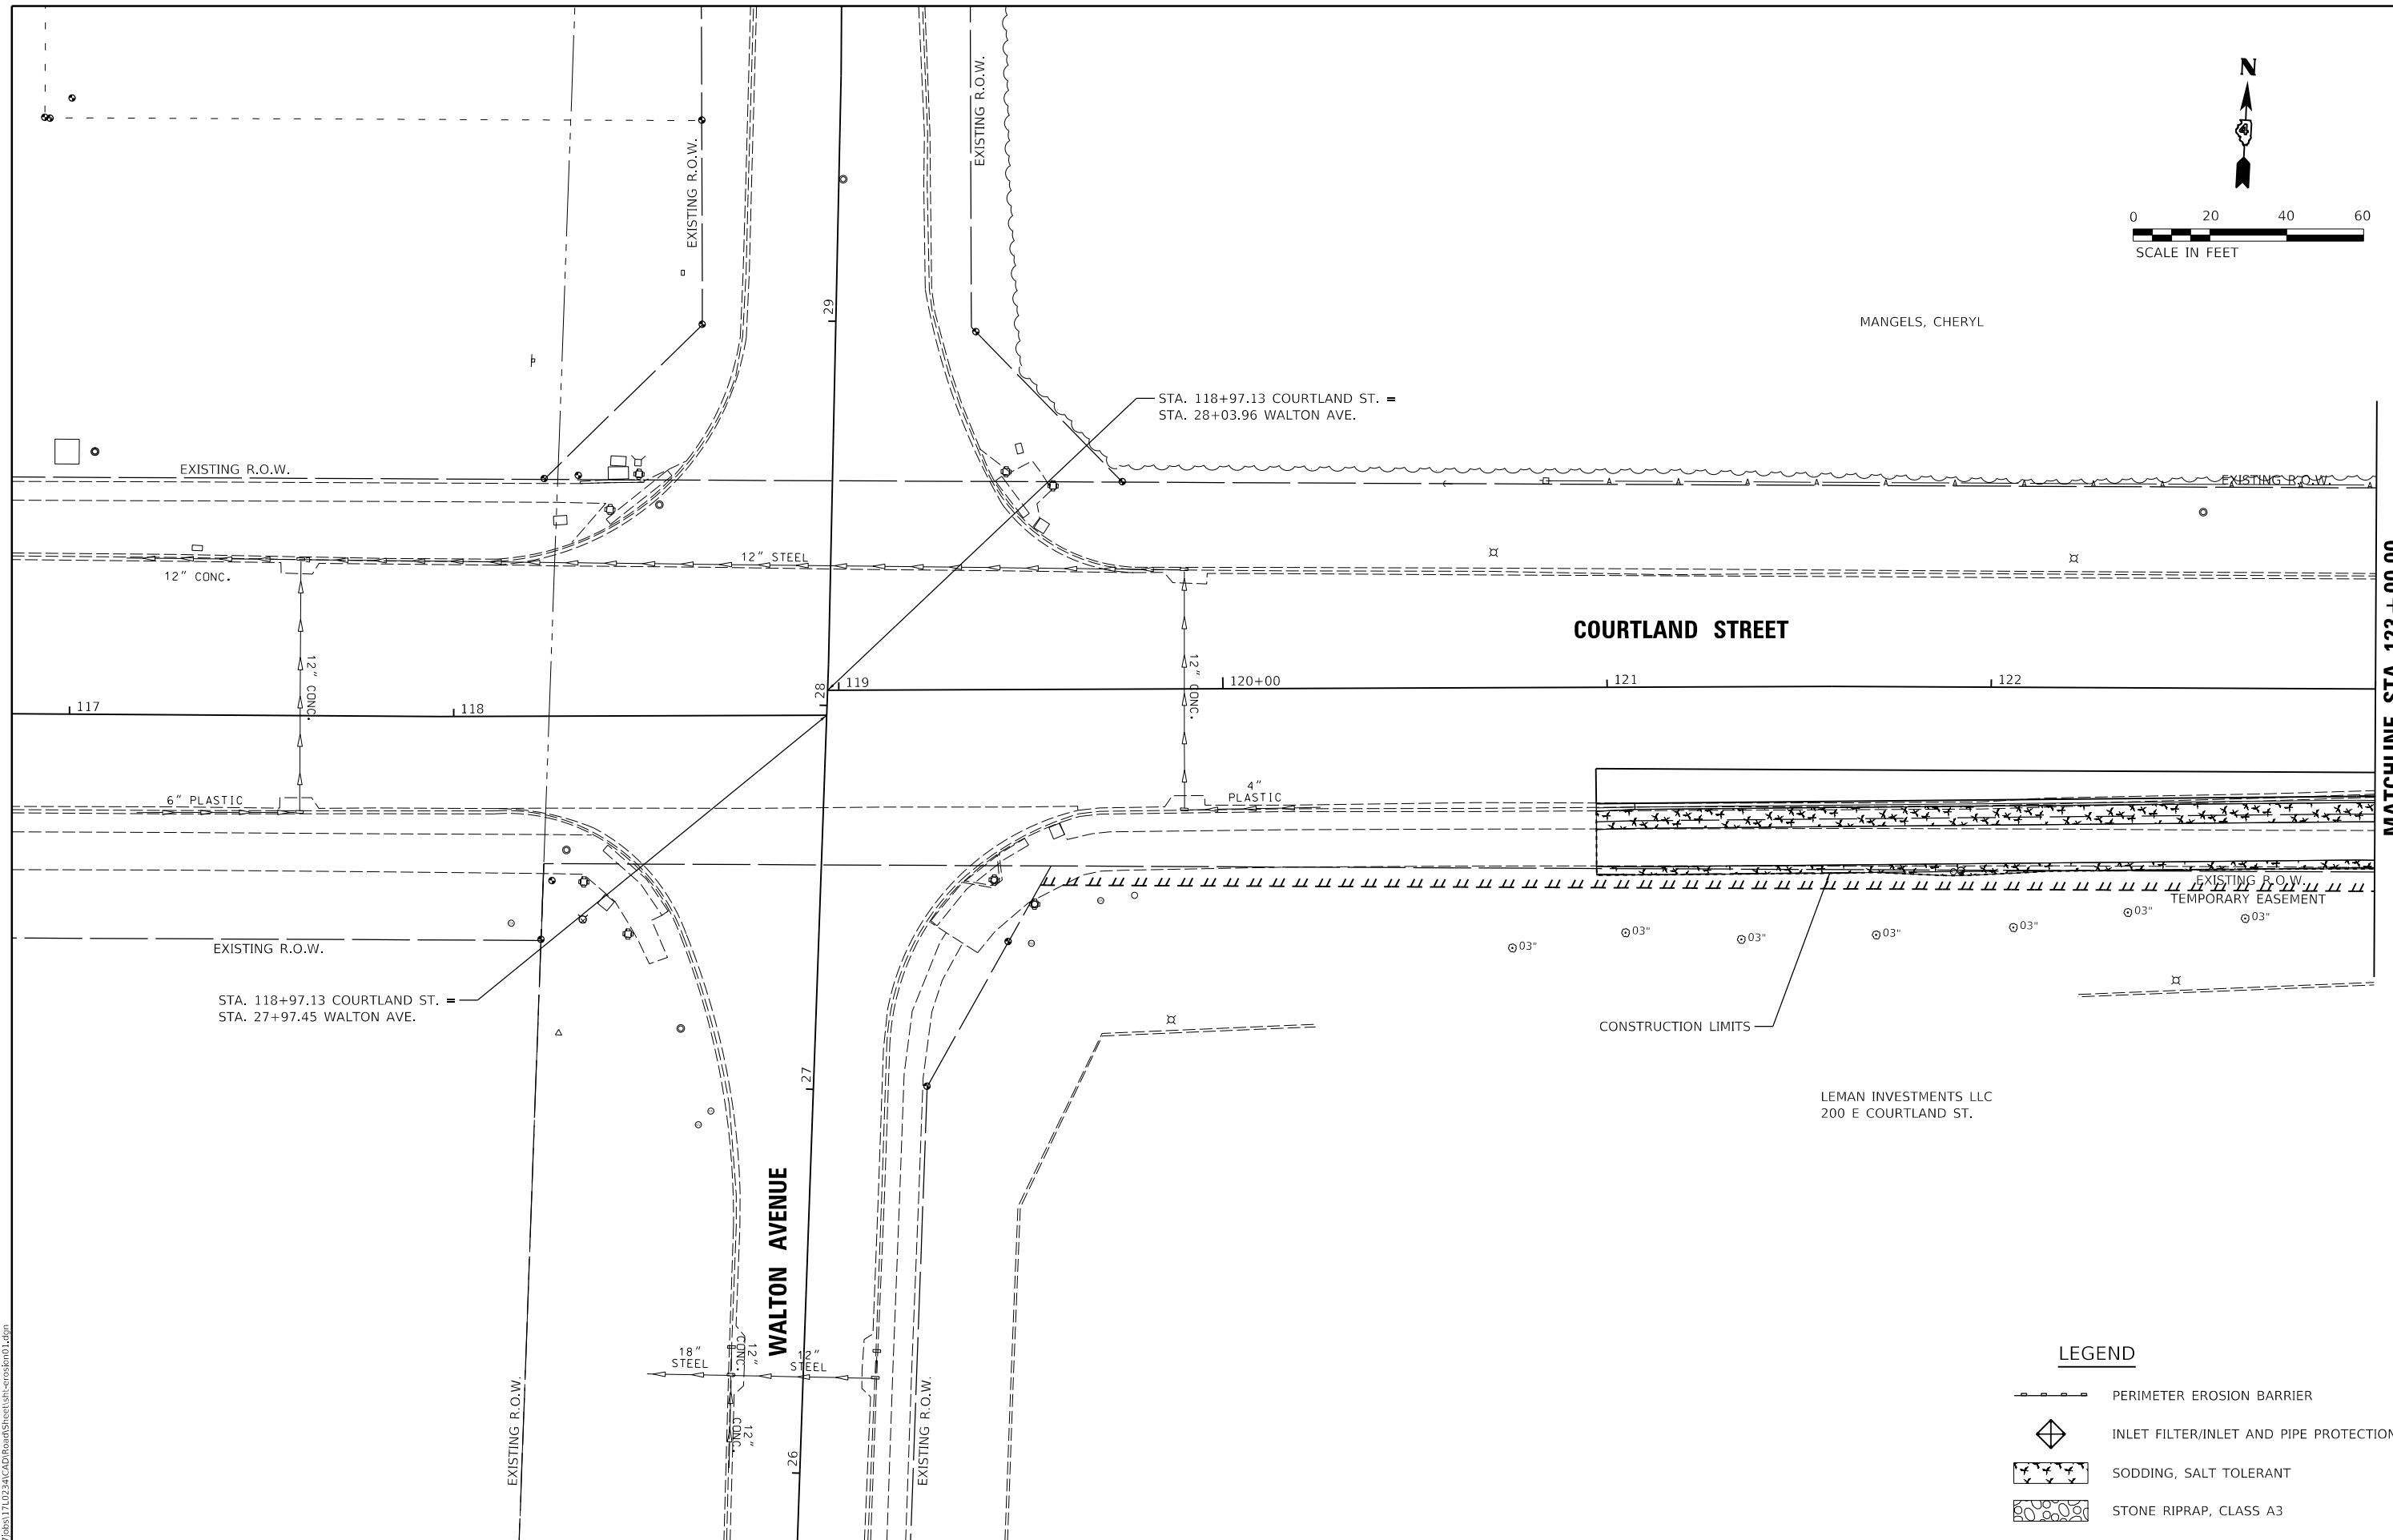 EXISTING R.O.W.
EXISTING R.O.W.
N
0 20 40 60
SCALE IN FEET
29
MANGELS, CHERYL
STA. 118+97.13 COURTLAND ST. =
STA. 28+03.96 WALTON AVE.
EXISTING R.O.W.
EXISTING R.O.W.
12" STEEL
12" CONC.
COURTLAND STREET
12" CONC.
12" CONC.
28
119
120+00
121
122
117
118
6" PLASTIC
4"
PLASTIC
EXISTING R.O.W.
TEMPORARY EASEMENT
03"
03"
03"
03"
03"
03"
03"
EXISTING R.O.W.
STA. 118+97.13 COURTLAND ST. =
STA. 27+97.45 WALTON AVE.
CONSTRUCTION LIMITS
27
LEMAN INVESTMENTS LLC
200 E COURTLAND ST.
WALTON AVENUE
18"
STEEL
12"
CONC.
12"
STEEL
12"
CONC.
26
EXISTING R.O.W.
EXISTING R.O.W.
LEGEND
PERIMETER EROSION BARRIER
INLET FILTER/INLET AND PIPE PROTECTION
SODDING, SALT TOLERANT
STONE RIPRAP, CLASS A3